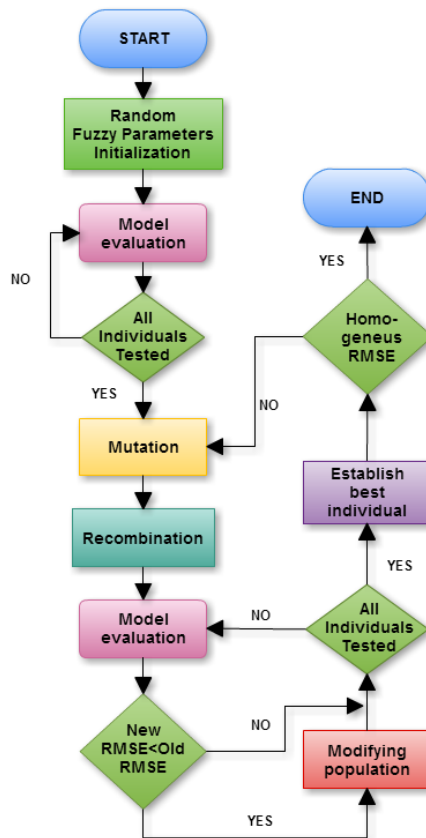 START
Random
Fuzzy Parameters
Initialization
Model
evaluation
NO
All
Individuals
Tested
YES
Mutation
Recombination
Model
evaluation
New
RMSE<Old
RMSE
NO
YES
Modifying
population
All
Individuals
Tested
NO
YES
Establish
best
individual
Homo-
geneus
RMSE
NO
YES
END